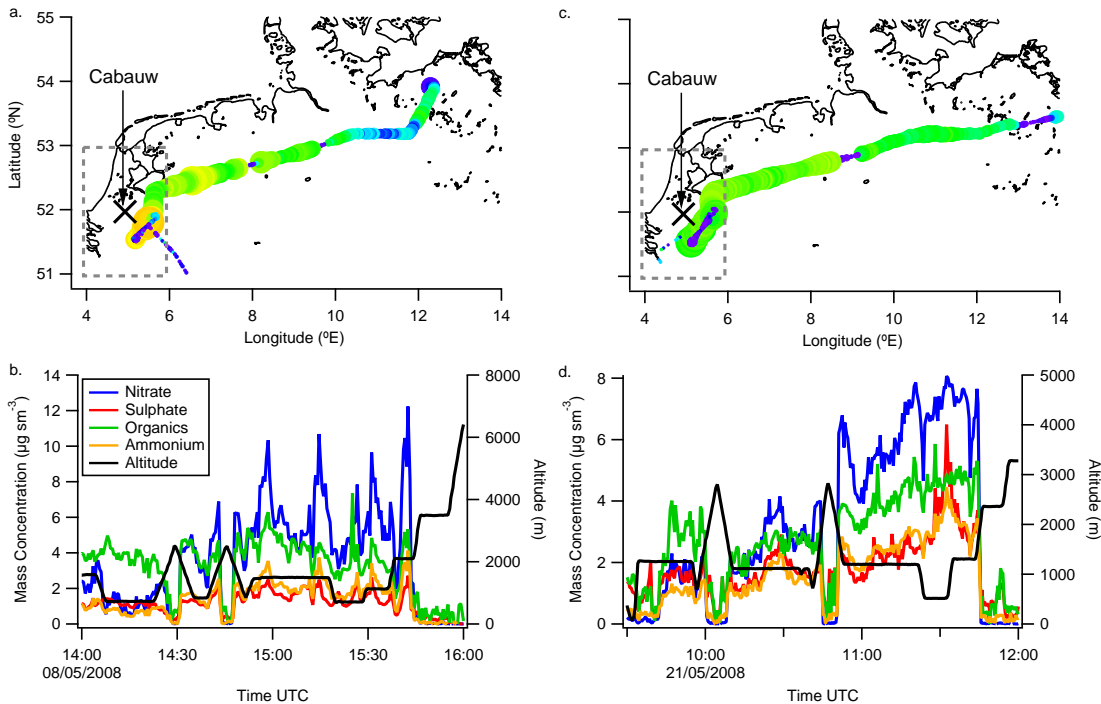 a.
55
54
53
52
51
Latitude (ºN)
Cabauw
4
6
8
10
12
14
Longitude (ºE)
c.
Cabauw
4
6
8
10
12
14
Longitude (ºE)
b.
14
12
10
8
6
4
2
0
Mass Concentration (µg sm⁻³)
Nitrate
Sulphate
Organics
Ammonium
Altitude
8000
6000
4000
2000
0
Altitude (m)
14:00
14:30
15:00
15:30
16:00
08/05/2008
Time UTC
d.
8
6
4
2
0
Mass Concentration (µg sm⁻³)
5000
4000
3000
2000
1000
0
Altitude (m)
10:00
11:00
12:00
21/05/2008
Time UTC